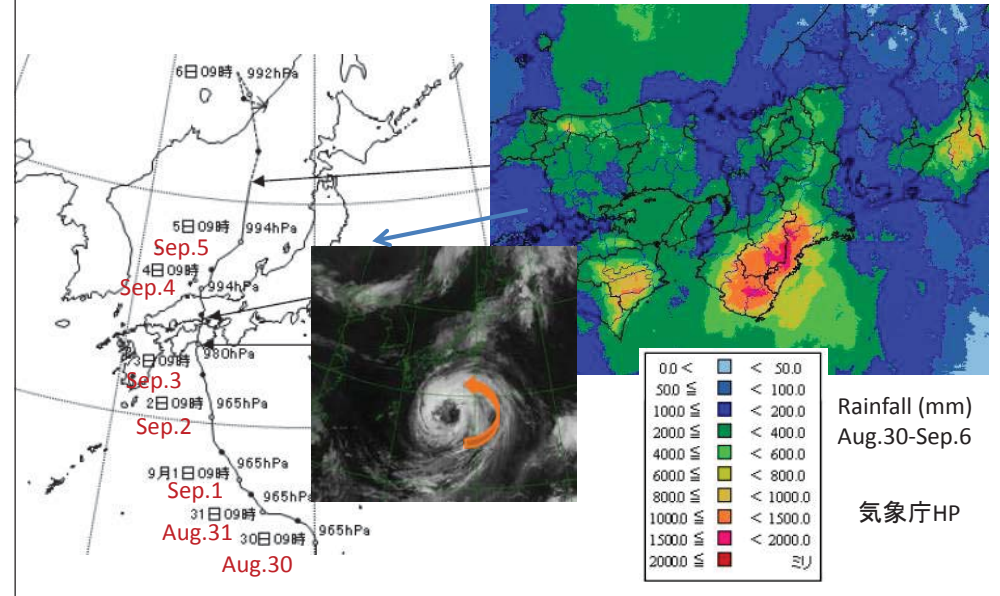 6日09時 992hPa
5日09時 994hPa
Sep.5
4日09時
Sep.4
994hPa
980hPa
3日09時
Sep.3
2日09時 965hPa
Sep.2
965hPa
9月1日09時
Sep.1
965hPa
31日09時
Aug.31
965hPa
30日09時
Aug.30
0.0 < < 50.0
50.0 ≦ < 100.0
100.0 ≦ < 200.0
200.0 ≦ < 400.0
400.0 ≦ < 600.0
600.0 ≦ < 800.0
800.0 ≦ < 1000.0
1000.0 ≦ < 1500.0
1500.0 ≦ < 2000.0
2000.0 ≦ ミリ
Rainfall (mm)
Aug.30-Sep.6
気象庁HP